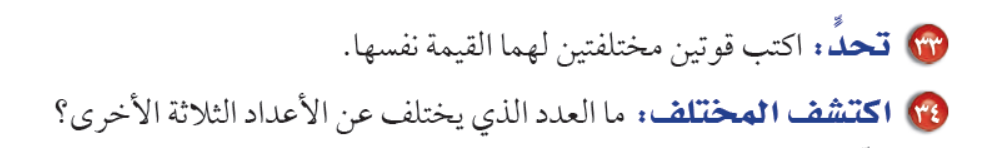 ٣٣ تحدٍّ: اكتب قوتين مختلفتين لهما القيمة نفسها.
٣٤ اكتشف المختلف: ما العدد الذي يختلف عن الأعداد الثلاثة الأخرى؟